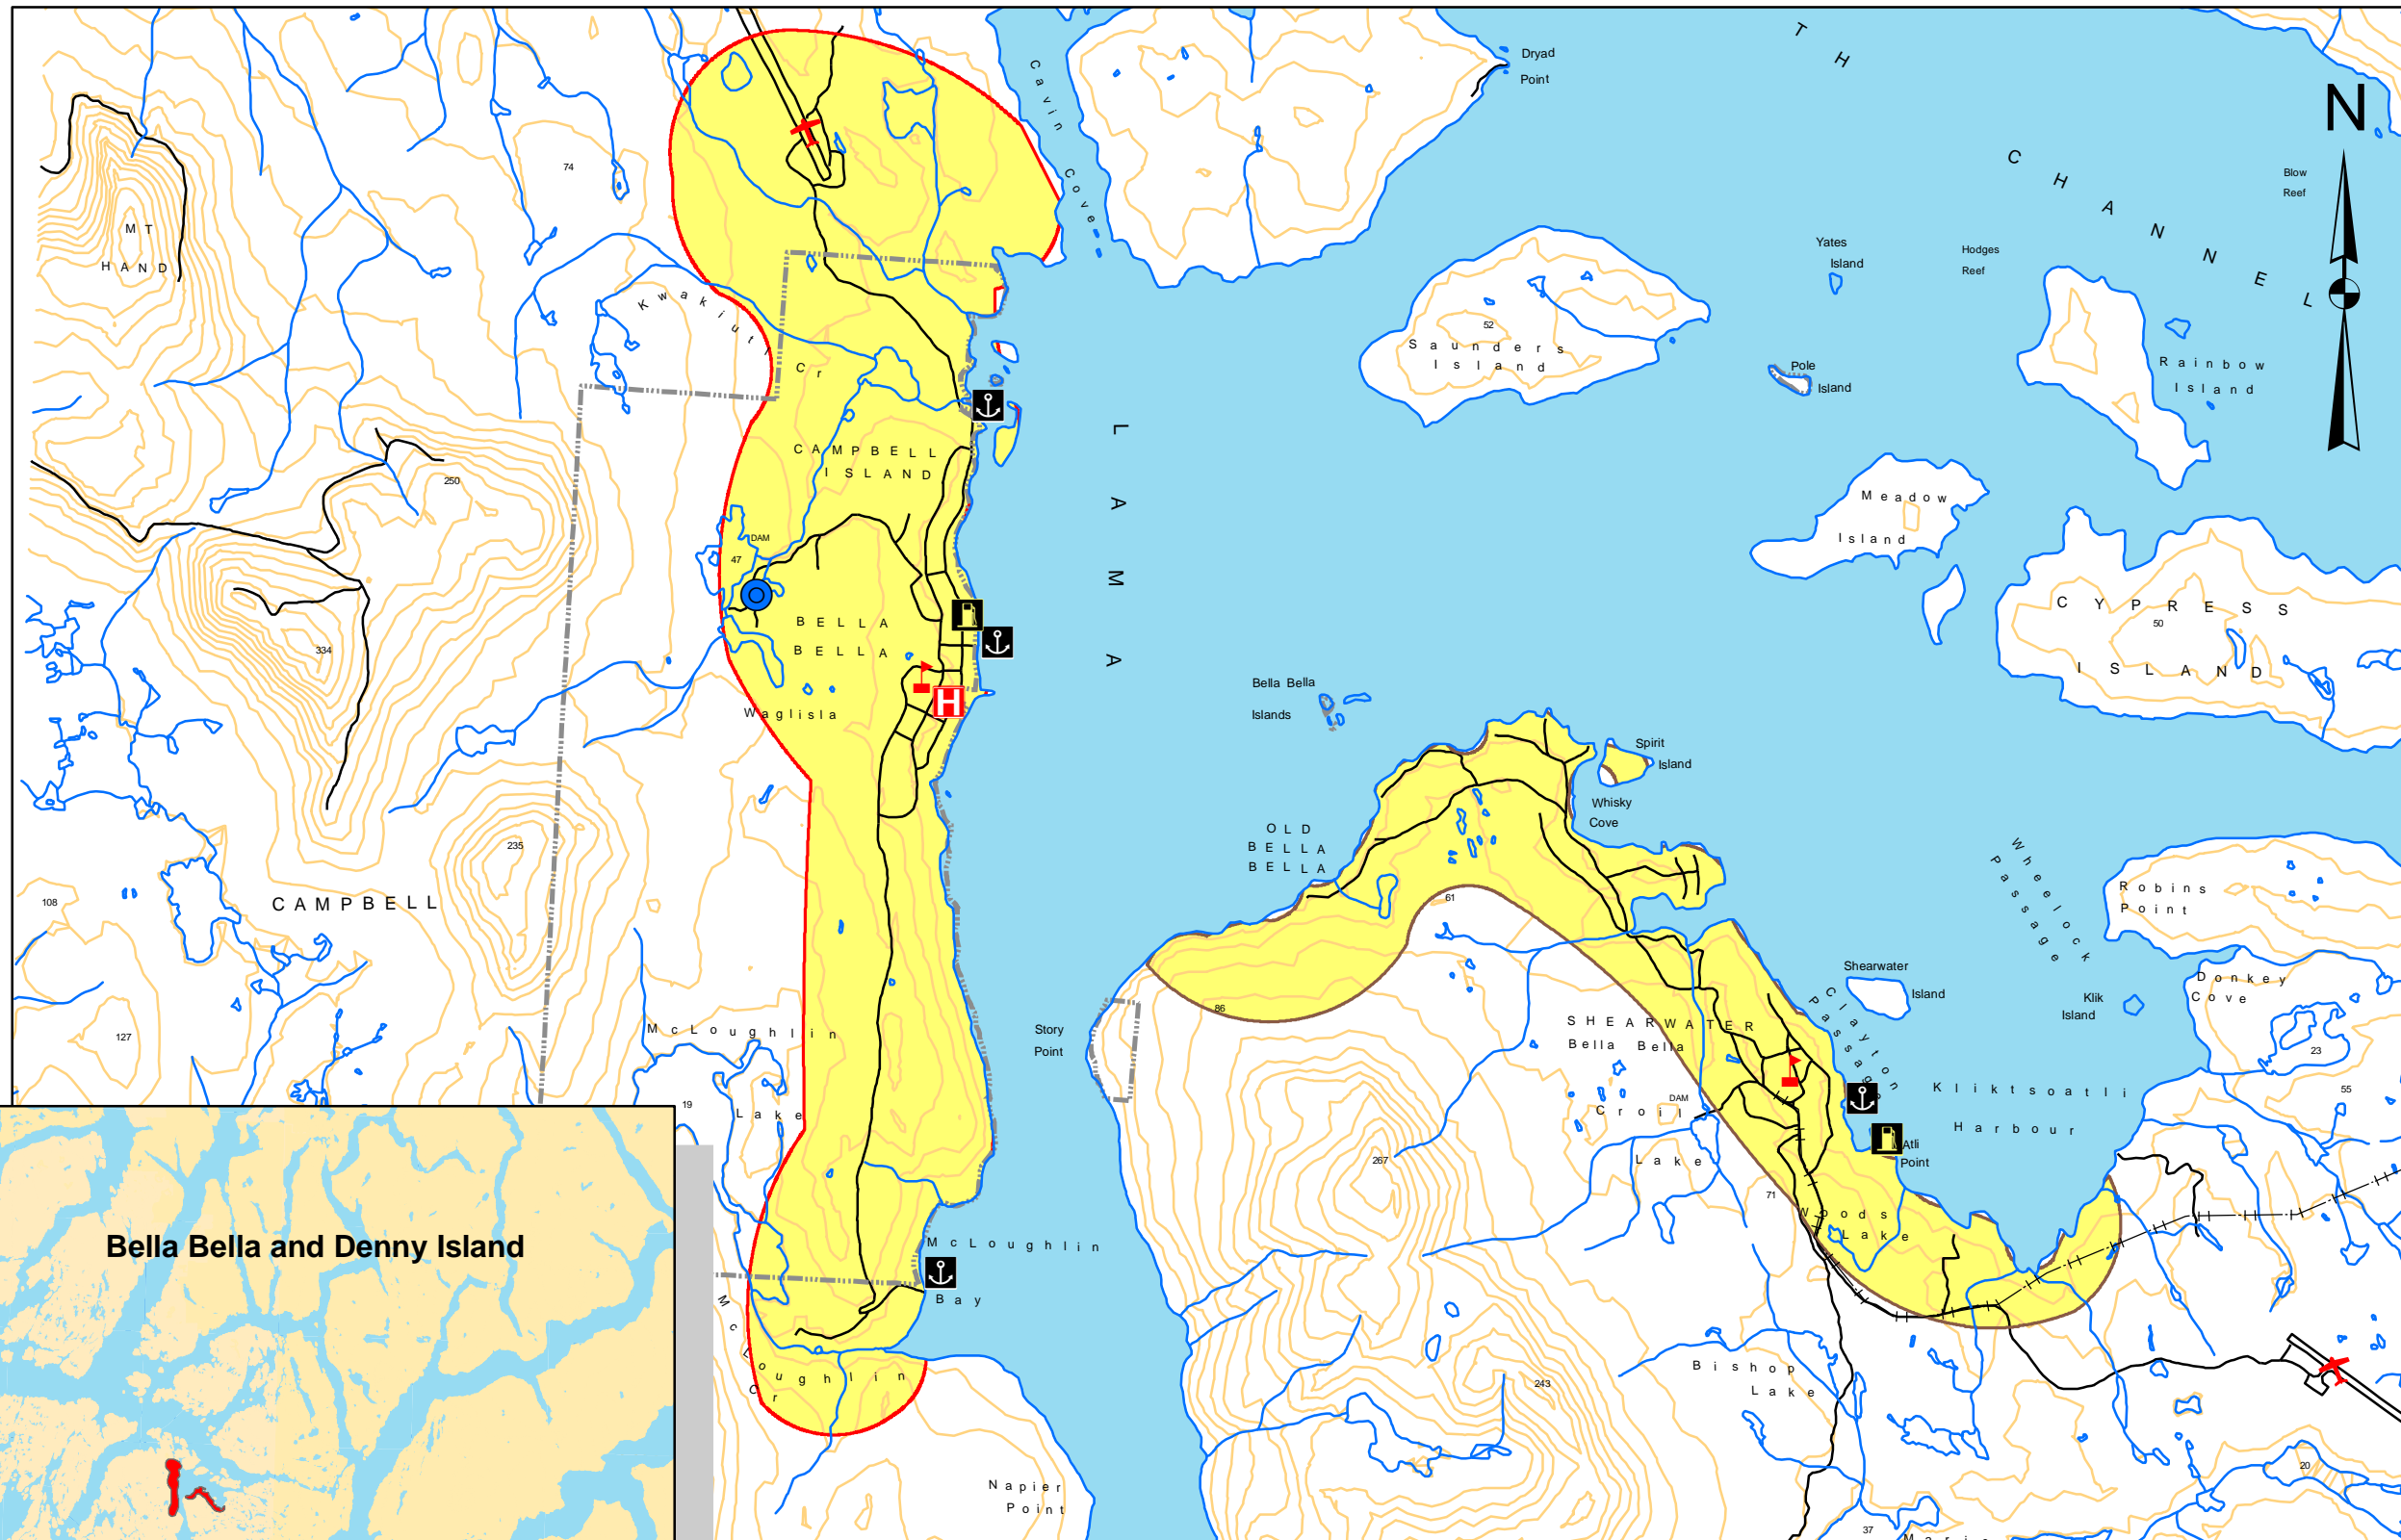 T H
CHANNEL
N
Dryad
Point
Cavin Cove
Blow
Reef
Yates
Island
Hodges
Reef
74
MT
HAND
Kwakiutl
Cr
52
Saunders
Island
Pole
Island
Rainbow
Island
LAMA
CAMPBELL
ISLAND
250
Meadow
Island
DAM
47
CYPRESS
50
ISLAND
BELLA
BELLA
334
H
Waglisla
Bella Bella
Islands
Spirit
Island
Whisky
Cove
OLD
BELLA
BELLA
235
Wheelock
Passage
Robins
Point
108
CAMPBELL
61
Shearwater
Island
Donkey
Cove
Klik
Island
86
127
McLoughlin
Story
Point
SHEARWATER
Bella Bella
Clayton
Passage
23
55
19
Lake
DAM
Croil
Lake
Kliktsoatli
Harbour
Atli
Point
267
71
Woods
Lake
McLoughlin
Bay
Bella Bella and Denny Island
McLoughlin
Cr
243
Bishop
Lake
Napier
Point
20
37